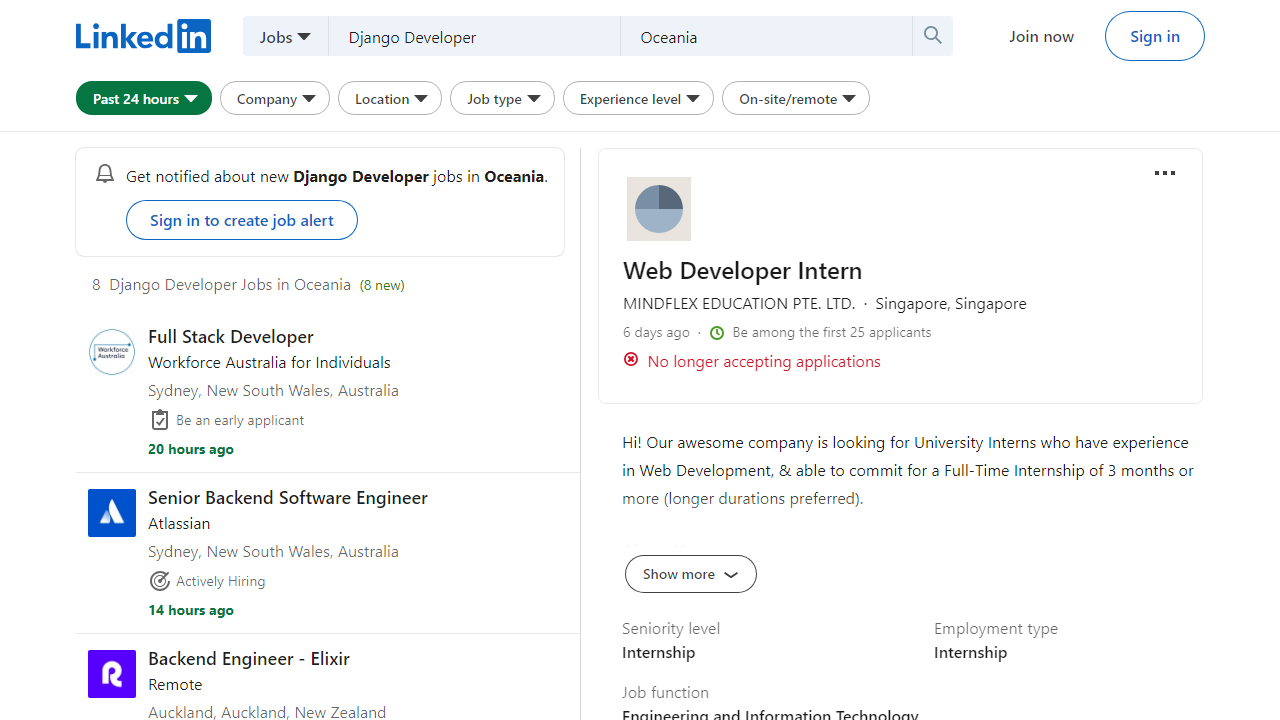 Linked in
Jobs
Django Developer
Oceania
Join now
Sign in
Past 24 hours
Company
Location
Job type
Experience level
On-site/remote
Get notified about new Django Developer jobs in Oceania.
Sign in to create job alert
8 Django Developer Jobs in Oceania (8 new)
Workforce
Australia
Full Stack Developer
Workforce Australia for Individuals
Sydney, New South Wales, Australia
Be an early applicant
20 hours ago
Senior Backend Software Engineer
Atlassian
Sydney, New South Wales, Australia
Actively Hiring
14 hours ago
Backend Engineer - Elixir
Remote
Auckland, Auckland, New Zealand
Web Developer Intern
MINDFLEX EDUCATION PTE. LTD. · Singapore, Singapore
6 days ago · Be among the first 25 applicants
No longer accepting applications
Hi! Our awesome company is looking for University Interns who have experience
in Web Development, & able to commit for a Full-Time Internship of 3 months or
more (longer durations preferred).
Show more
Seniority level
Internship
Employment type
Internship
Job function
Engineering and Information Technology